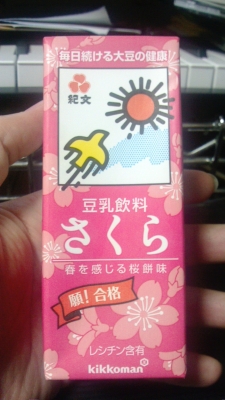 毎日続ける大豆の健康!
紀文
豆乳飲料
さくら
春を感じる桜餅味
願!合格
レシチン含有
kikkoman